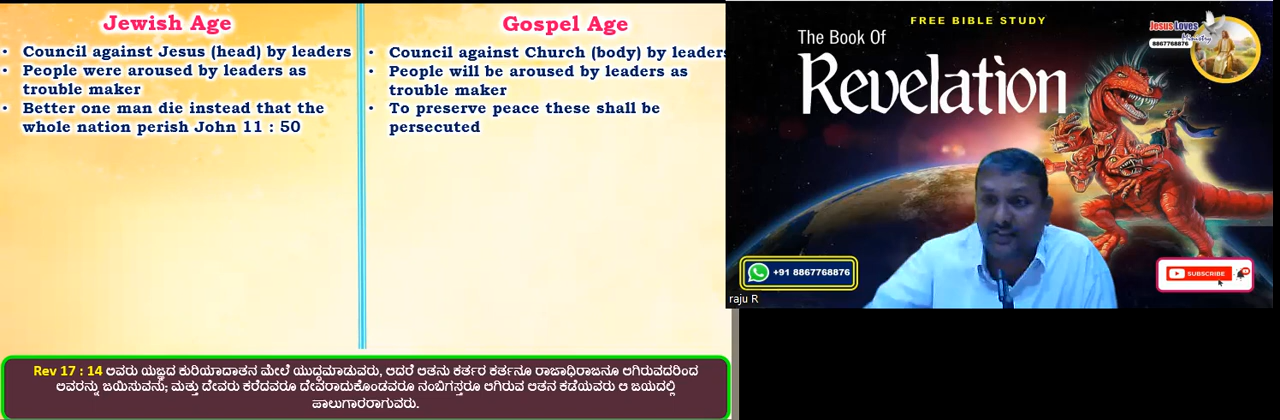 Jewish Age
• Council against Jesus (head) by leaders
• People were aroused by leaders as
trouble maker
• Better one man die instead that the
whole nation perish John 11 : 50
Gospel Age
• Council against Church (body) by leaders
• People will be aroused by leaders as
trouble maker
• To preserve peace these shall be
persecuted
Rev 17 : 14 ಅವರು ಯಜ್ಞದ ಕುರಿಯಾದಾತನ ಮೇಲೆ ಯುದ್ಧಮಾಡುವರು, ಆದರೆ ಆತನು ಕರ್ತರ ಕರ್ತನೂ ರಾಜಾಧಿರಾಜನೂ ಆಗಿರುವದರಿಂದ
ಅವರನ್ನು ಜಯಿಸುವನು; ಮತ್ತು ದೇವರು ಕರೆದವರೂ ದೇವರಾದುಕೊಂಡವರೂ ನಂಬಿಗಸ್ತರೂ ಆಗಿರುವ ಆತನ ಕಡೆಯವರು ಆ ಜಯದಲ್ಲಿ
ಪಾಲುಗಾರರಾಗುವರು.
FREE BIBLE STUDY
The Book Of
Revelation
Jesus Loves
Ministry
8867768876
+91 8867768876
SUBSCRIBE
raju R